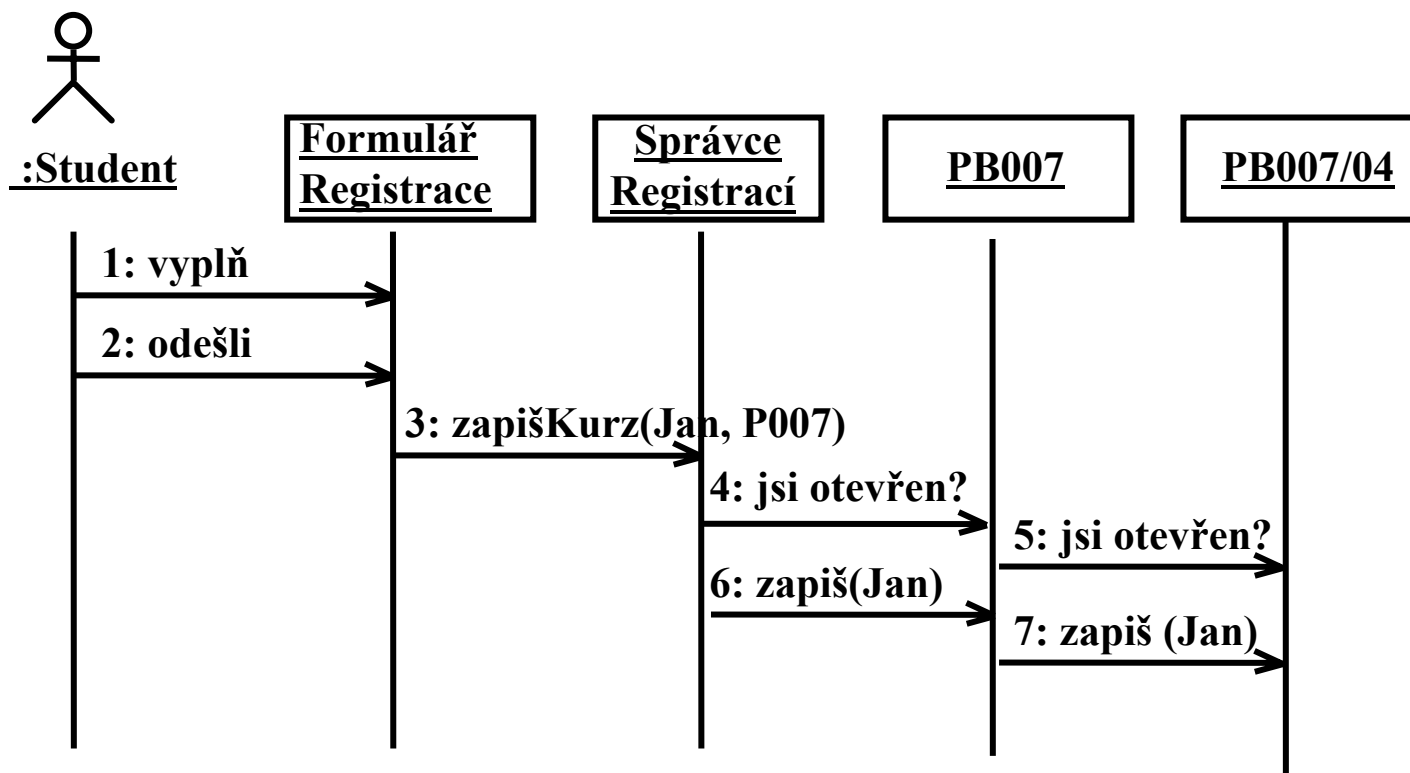 :Student
Formulář
Registrace
Správce
Registrací
PB007
PB007/04
1: vyplň
2: odešli
3: zapišKurz(Jan, P007)
4: jsi otevřen?
5: jsi otevřen?
6: zapiš(Jan)
7: zapiš (Jan)